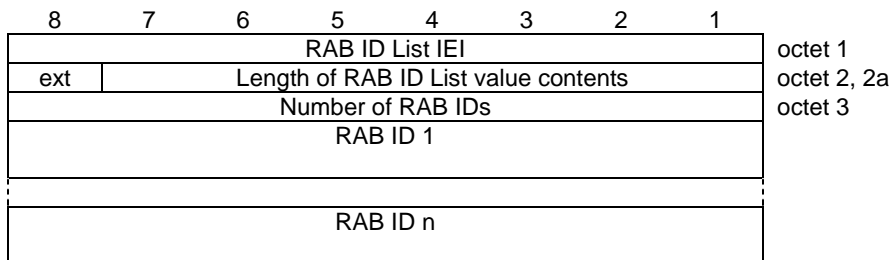 8 7 6 5 4 3 2 1
RAB ID List IEI octet 1
ext Length of RAB ID List value contents octet 2, 2a
Number of RAB IDs octet 3
RAB ID 1
RAB ID n